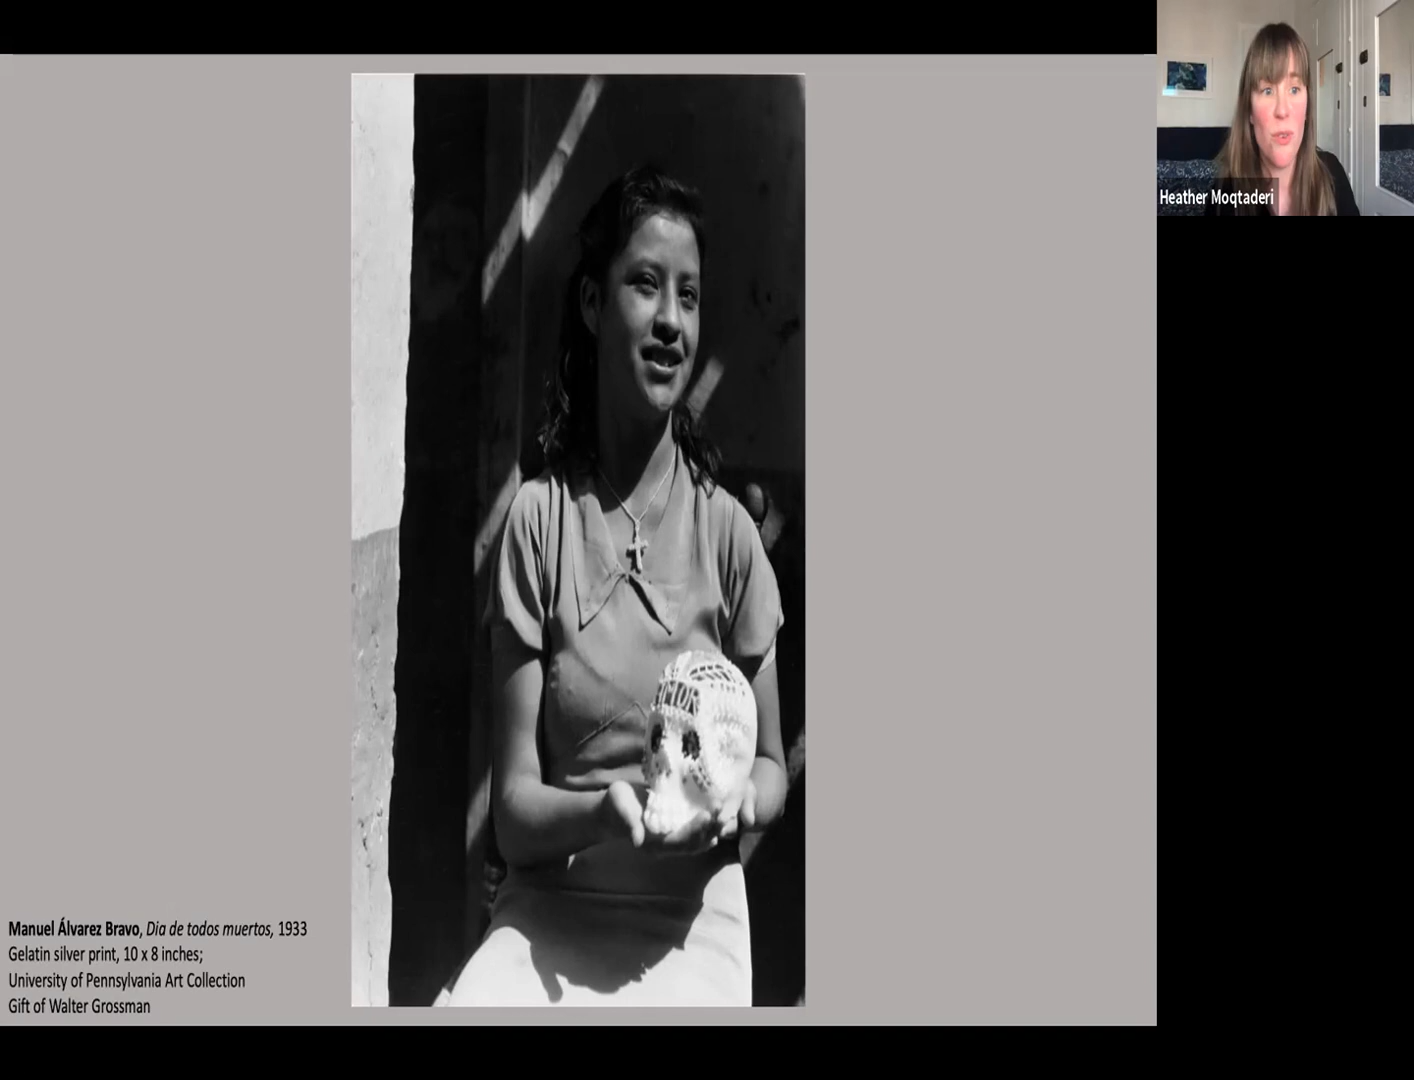 Heather Moqtaderi
AMOR
Manuel Álvarez Bravo, Dia de todos muertos, 1933
Gelatin silver print, 10 x 8 inches;
University of Pennsylvania Art Collection
Gift of Walter Grossman